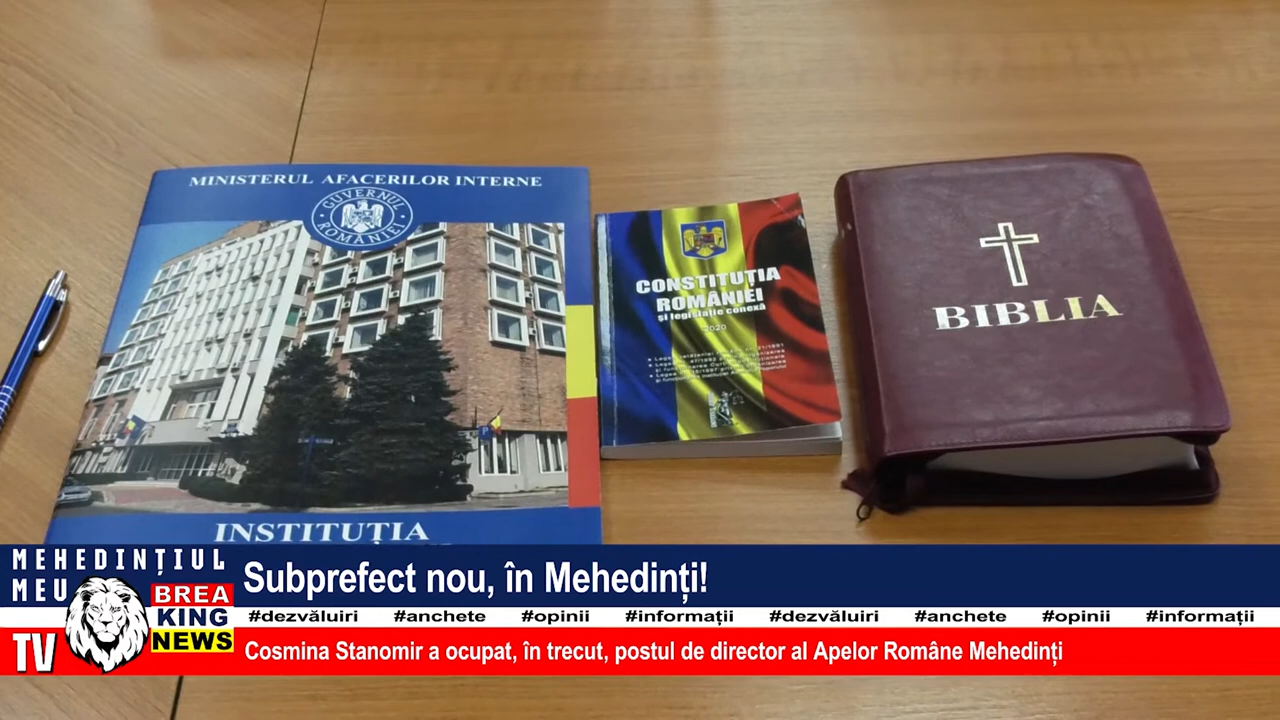 MINISTERUL AFACERILOR INTERNE
GUVERNUL ROMÂNIEI
INSTITUȚIA
CONSTITUȚIA
ROMÂNIEI
și legislație conexă
2020
BIBLIA
MEHEDINȚIUL
MEU
TV
BREA
KING
NEWS
Subprefect nou, în Mehedinți!
#dezvăluiri #anchete #opinii #informații #dezvăluiri #anchete #opinii #informații
Cosmina Stanomir a ocupat, în trecut, postul de director al Apelor Române Mehedinți